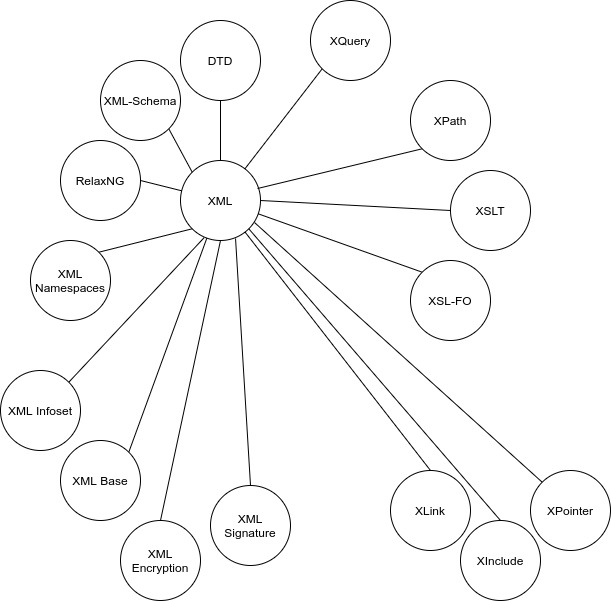 XQuery
DTD
XML-Schema
XPath
RelaxNG
XML
XSLT
XML
Namespaces
XSL-FO
XML Infoset
XML Base
XML
Signature
XLink
XPointer
XML
Encryption
XInclude